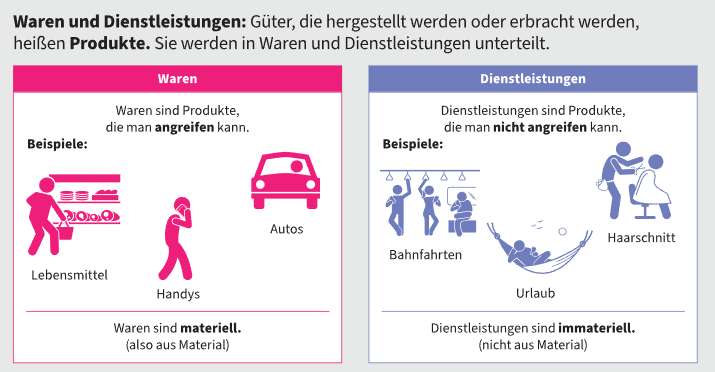 Waren und Dienstleistungen: Güter, die hergestellt werden oder erbracht werden,
heißen Produkte. Sie werden in Waren und Dienstleistungen unterteilt.
Waren
Waren sind Produkte,
die man angreifen kann.
Beispiele:
Lebensmittel
Handys
Autos
Waren sind materiell.
(also aus Material)
Dienstleistungen
Dienstleistungen sind Produkte,
die man nicht angreifen kann.
Beispiele:
Bahnfahrten
Urlaub
Haarschnitt
Dienstleistungen sind immateriell.
(nicht aus Material)